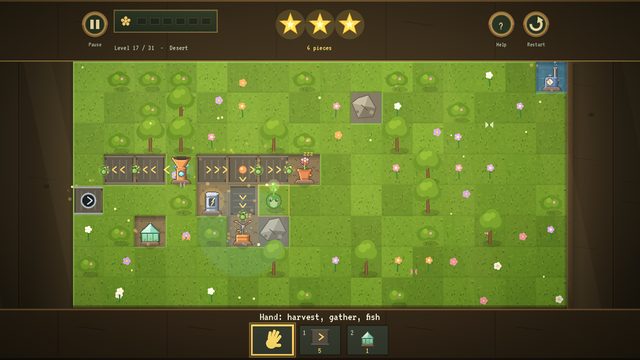 Pause
Level 17 / 31 · Desert
6 pieces
? 
Help
Restart
Hand: harvest, gather, fish
1
5
2
1